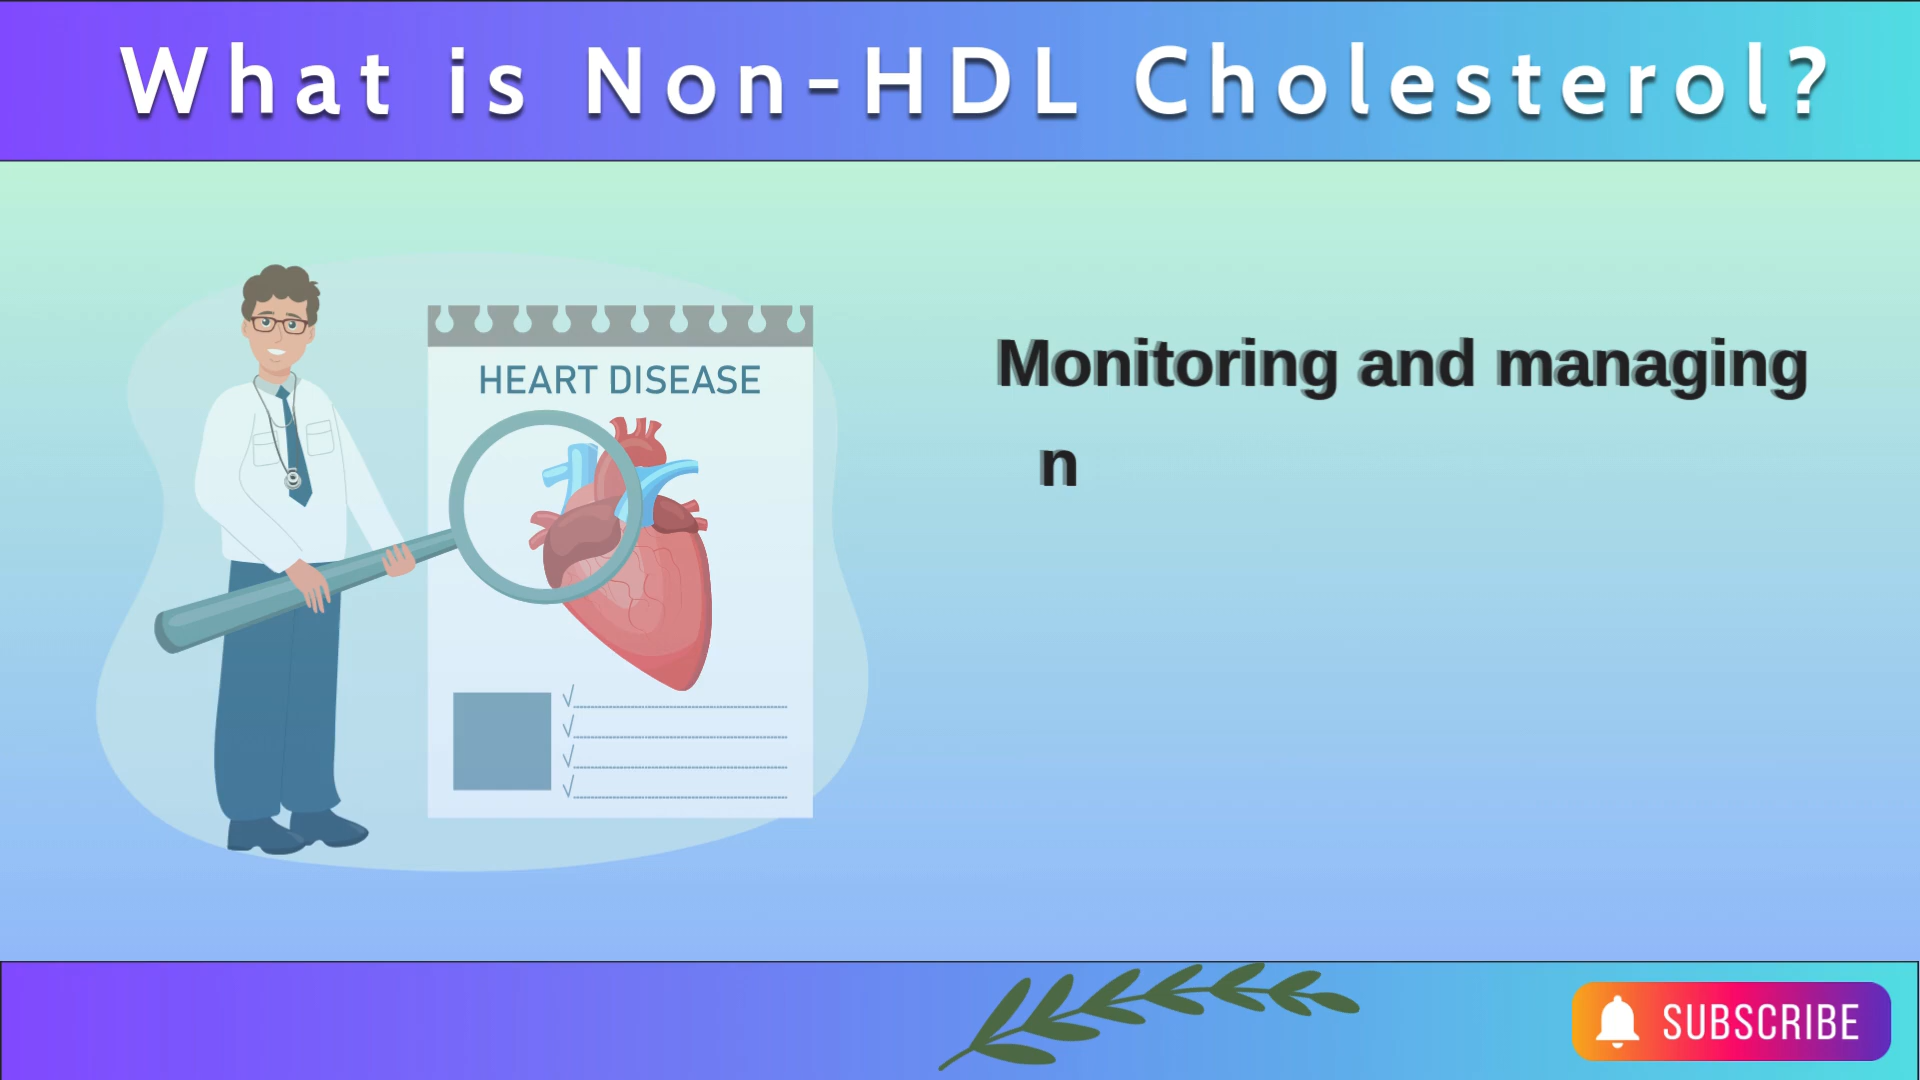 What is Non-HDL Cholesterol?
HEART DISEASE
Monitoring and managing
n
SUBSCRIBE